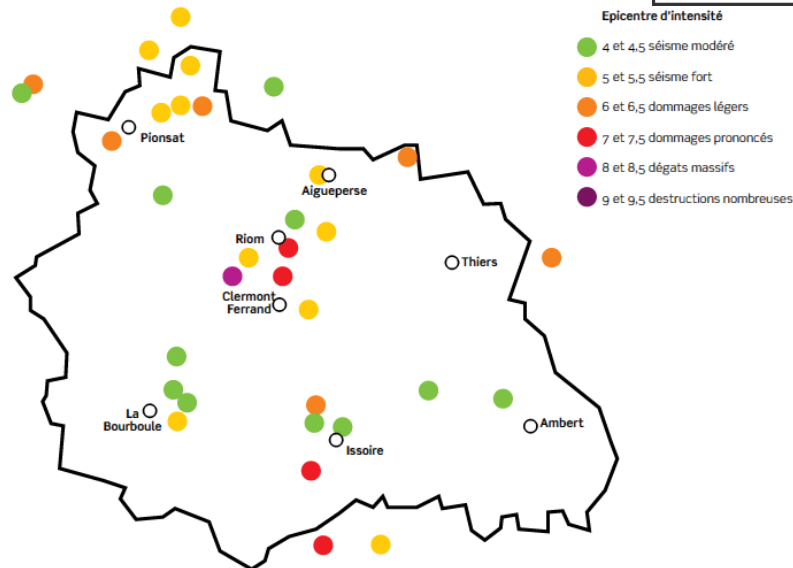 Epicentre d'intensité
4 et 4,5 séisme modéré
5 et 5,5 séisme fort
6 et 6,5 dommages légers
7 et 7,5 dommages prononcés
8 et 8,5 dégats massifs
9 et 9,5 destructions nombreuses
Pionsat
Aigueperse
Riom
Thiers
Clermont
Ferrand
La
Bourboule
Ambert
Issoire